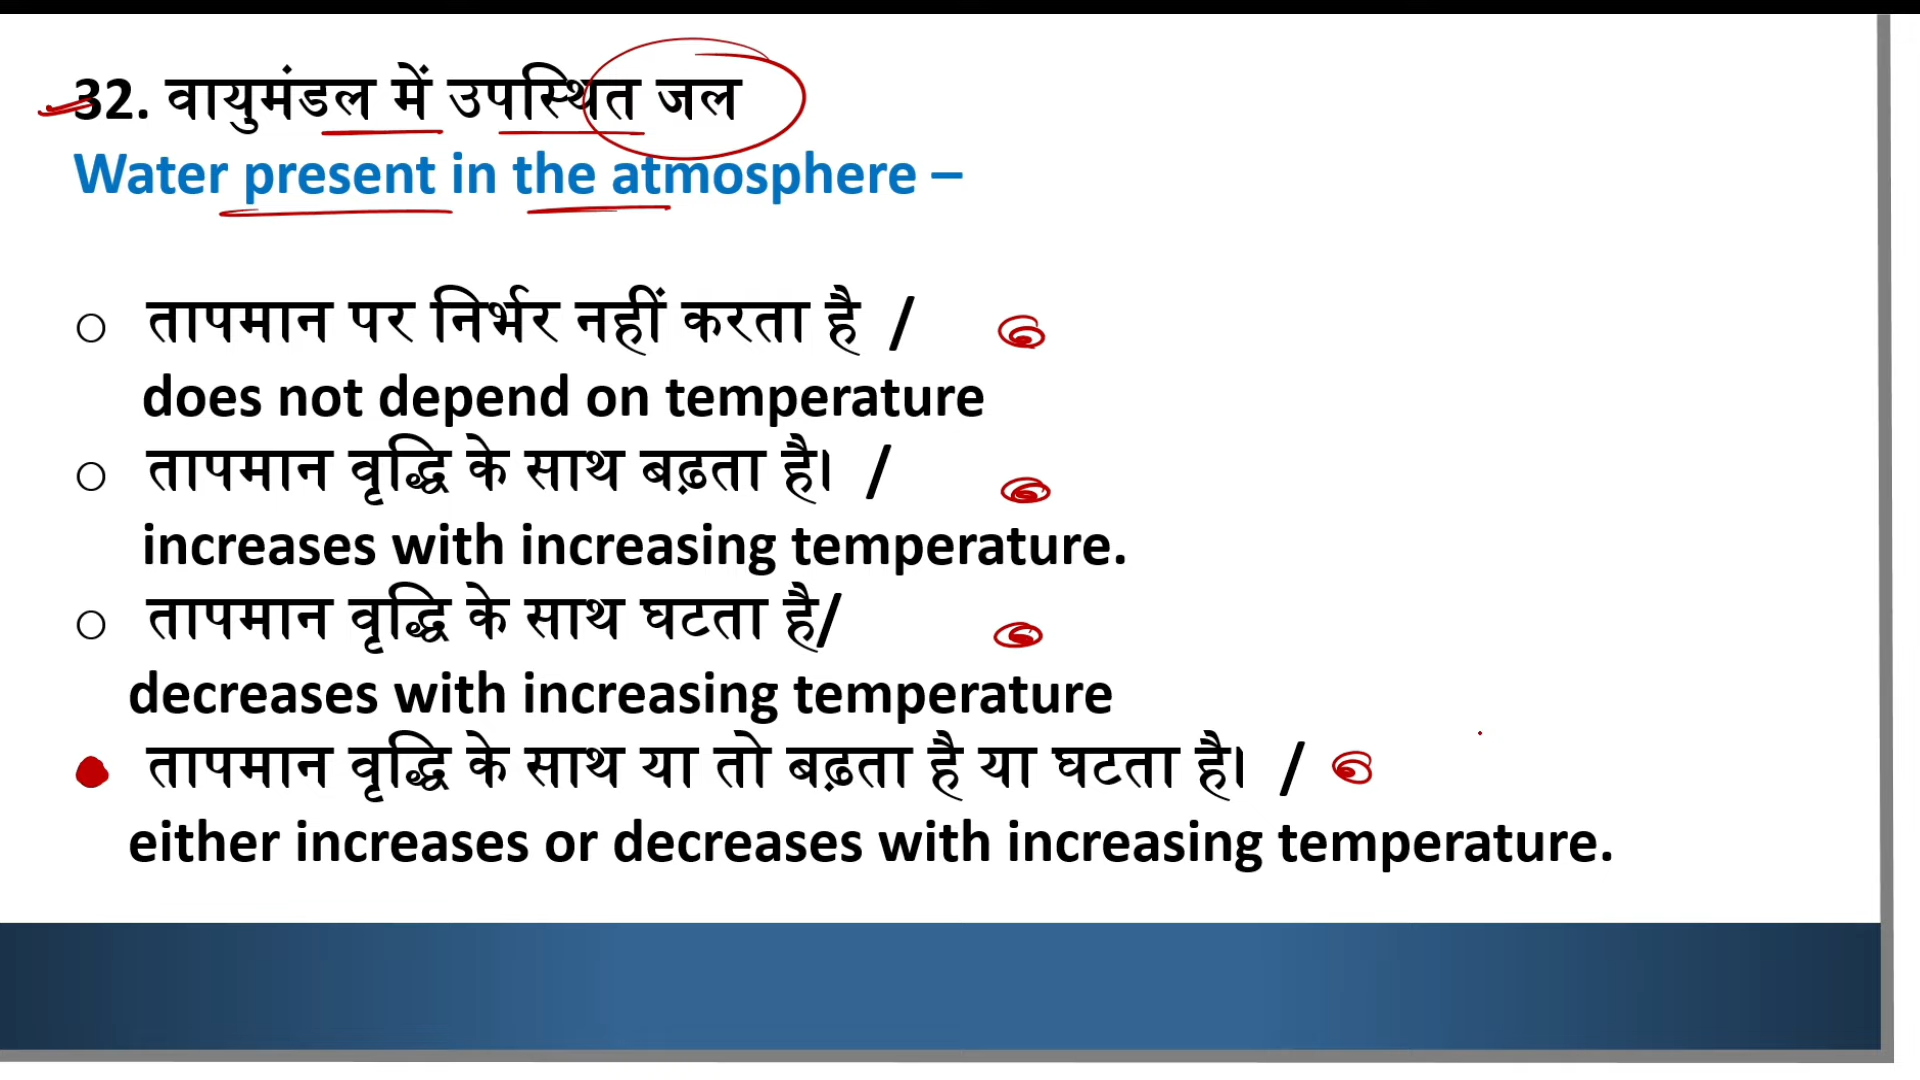 32. वायुमंडल में उपस्थित जल
Water present in the atmosphere –
○ तापमान पर निर्भर नहीं करता है /
does not depend on temperature
○ तापमान वृद्धि के साथ बढ़ता है। /
increases with increasing temperature.
○ तापमान वृद्धि के साथ घटता है/
decreases with increasing temperature
● तापमान वृद्धि के साथ या तो बढ़ता है या घटता है। /
either increases or decreases with increasing temperature.